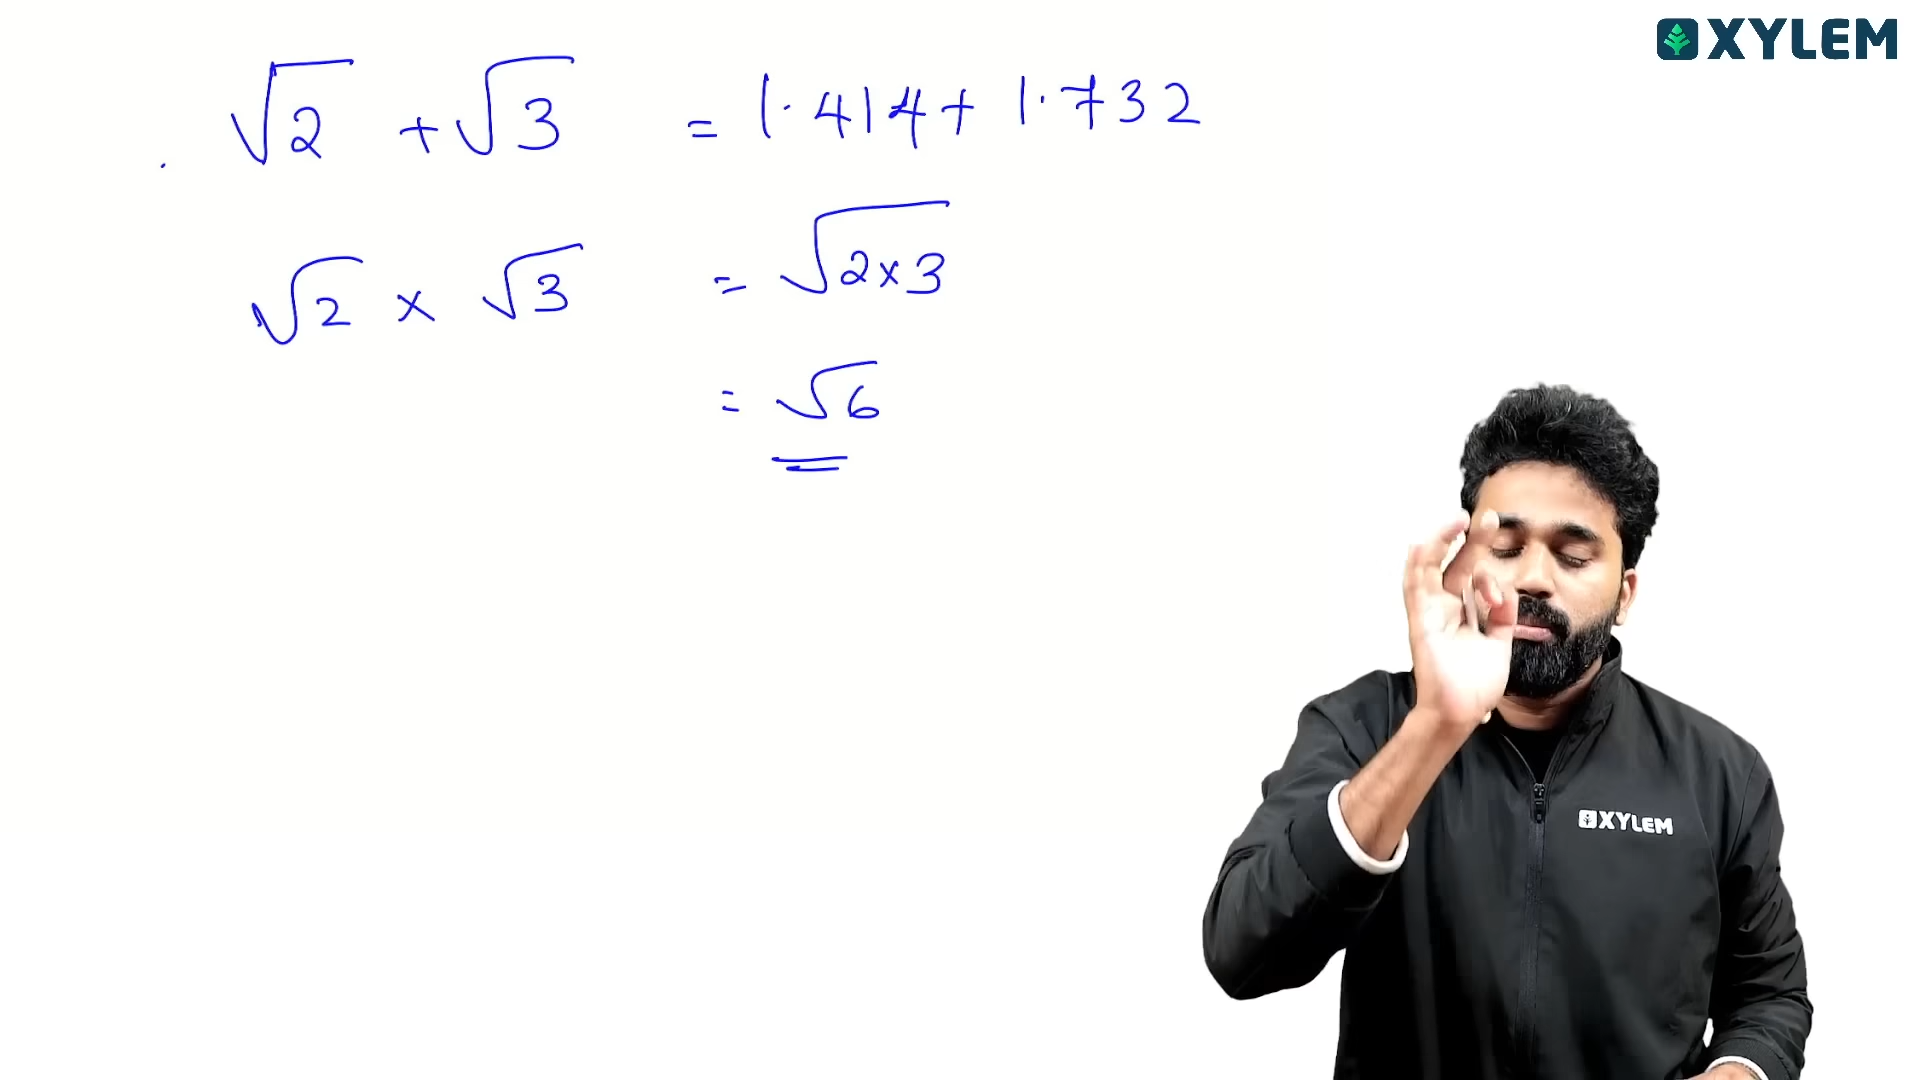 XYLEM
√2 + √3 = 1.414 + 1.732
√2 × √3 = √2×3
= √6
XYLEM